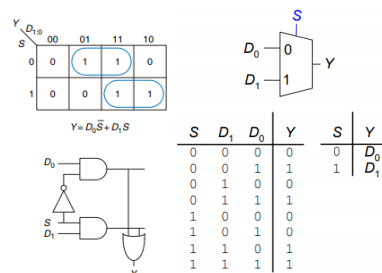 Y
D1:0
S
00 01 11 10
0 0 1 1 0
1 0 0 1 1
Y = D0S̅ + D1S
S
D0 0
D1 1
Y
D0
S
D1
Y
S D1 D0 Y
0 0 0 0
0 0 1 1
0 1 0 0
0 1 1 1
1 0 0 0
1 0 1 0
1 1 0 1
1 1 1 1
S Y
0 D0
1 D1